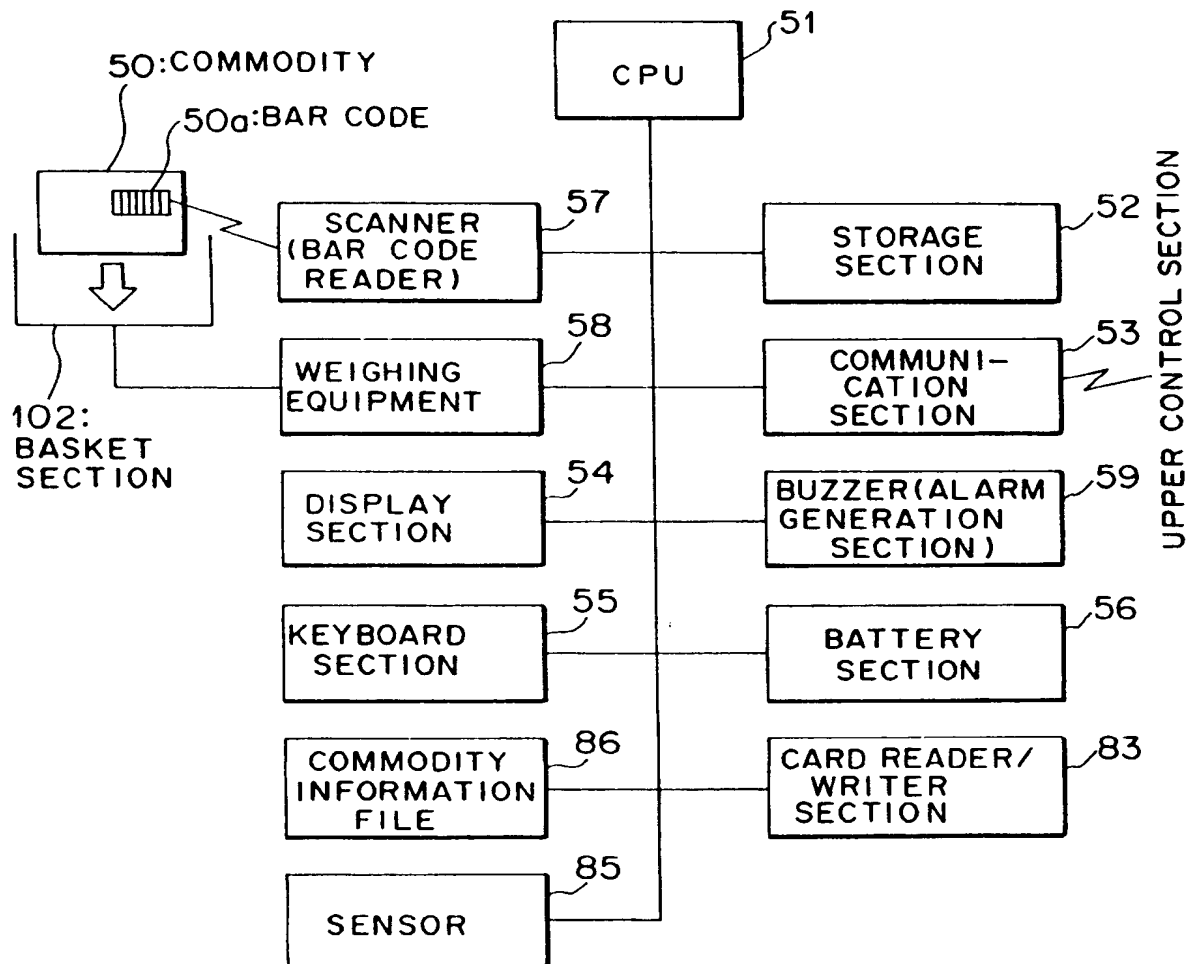 51
CPU
50:COMMODITY
50a:BAR CODE
57
SCANNER
(BAR CODE
READER)
52
STORAGE
SECTION
UPPER CONTROL SECTION
58
WEIGHING
EQUIPMENT
53
COMMUNI-
CATION
SECTION
102:
BASKET
SECTION
54
DISPLAY
SECTION
59
BUZZER(ALARM
GENERATION
SECTION)
55
KEYBOARD
SECTION
56
BATTERY
SECTION
86
COMMODITY
INFORMATION
FILE
83
CARD READER/
WRITER
SECTION
85
SENSOR